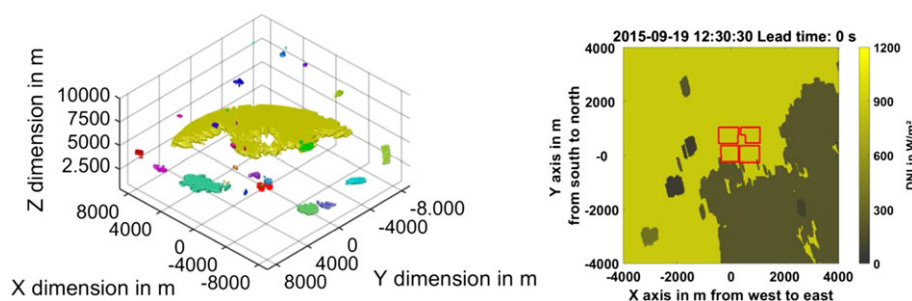 10000
7500
5000
2.500
Z dimension in m
8000
4000
0
-4000
-8000
X dimension in m
8000
4000
0
-4000
-8.000
Y dimension in m
2015-09-19 12:30:30 Lead time: 0 s
4000
2000
-0
-2000
-4000
Y axis in m
from south to north
-4000 -2000 0 2000 4000
X axis in m from west to east
1200
900
600
300
0
DNI in W/m²